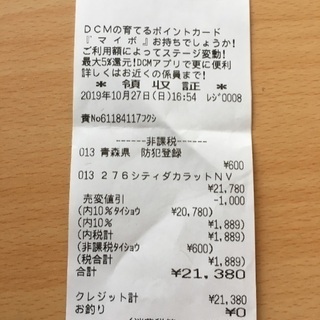 DCMの育てるポイントカード
『マイボ』お持ちでしょうか!
ご利用額によってステージ変動!
最大5%還元!DCMアプリで更に便利
詳しくはお近くの係員まで!
* 領収証 *
2019年10月27日(日)16:54 ﾚｼﾞ0008
責No61184117ﾌｸｼ
------非課税------
013 青森県 防犯登録
¥600
013 276シティダカラットNV
¥21,780
売変値引 -1,000
(内10%ﾀｲｼｮｳ ¥20,780)
(内10% ¥1,889)
(内税計 ¥1,889)
(非課税ﾀｲｼｮｳ ¥600)
(税合計 ¥1,889)
合計 ¥21,380
クレジット計 ¥21,380
お釣り ¥0